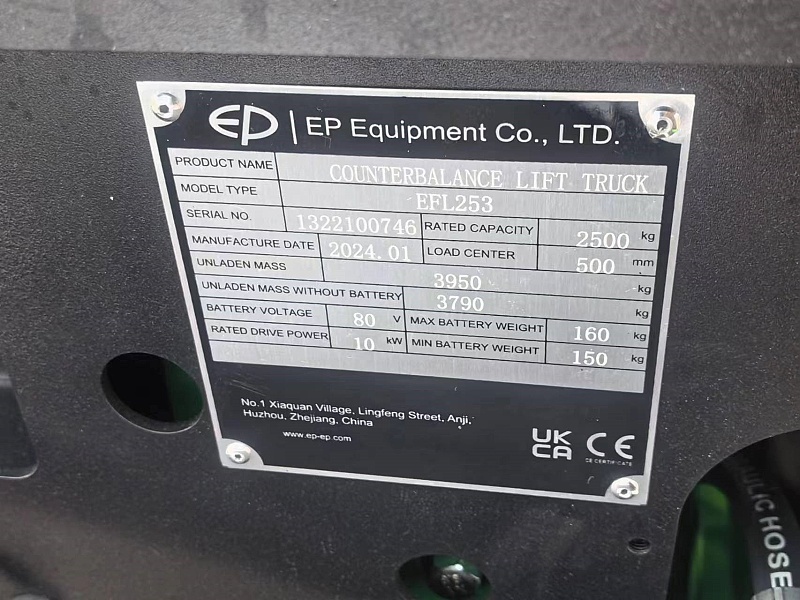 EP | EP Equipment Co., LTD.
PRODUCT NAME COUNTERBALANCE LIFT TRUCK
MODEL TYPE EFL253
SERIAL NO. 1322100746 RATED CAPACITY 2500 kg
MANUFACTURE DATE 2024.01 LOAD CENTER 500 mm
UNLADEN MASS 3950 kg
UNLADEN MASS WITHOUT BATTERY 3790 kg
BATTERY VOLTAGE 80 V MAX BATTERY WEIGHT 160 kg
RATED DRIVE POWER 10 kW MIN BATTERY WEIGHT 150 kg
No.1 Xiaquan Village, Lingfeng Street, Anji,
Huzhou, Zhejiang, China
www.ep-ep.com
UK
CA CE
CE CERTIFICATE
HOSE